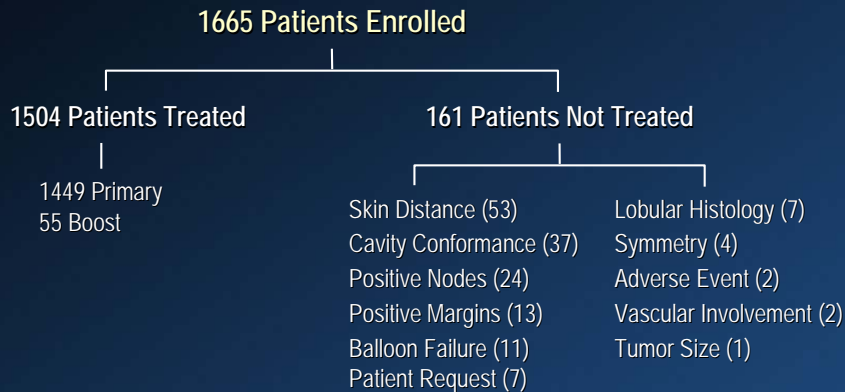 1665 Patients Enrolled
1504 Patients Treated
161 Patients Not Treated
1449 Primary
55 Boost
Skin Distance (53)
Cavity Conformance (37)
Positive Nodes (24)
Positive Margins (13)
Balloon Failure (11)
Patient Request (7)
Lobular Histology (7)
Symmetry (4)
Adverse Event (2)
Vascular Involvement (2)
Tumor Size (1)